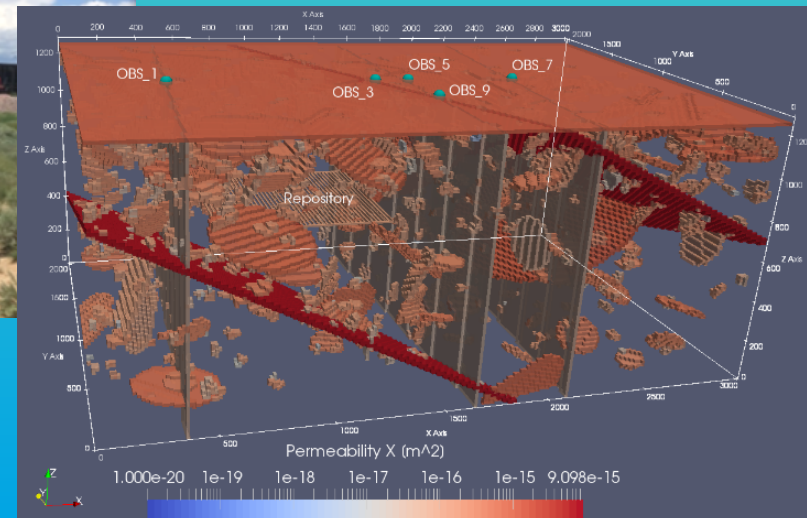 X Axis
0 200 400 600 800 1000 1200 1400 1600 1800 2000 2200 2400 2600 2800 3000
2000
1500
1000
500
0
Y Axis
1200
1000
800
600
400
200
0
Z Axis
OBS_1
OBS_3
OBS_5
OBS_9
OBS_7
Repository
1000
800
600
400
200
0
Z Axis
2000
1500
1000
500
0
Y Axis
500 1000 1500 2000 2500 3000
X Axis
Permeability X (m^2)
1.000e-20 1e-19 1e-18 1e-17 1e-16 1e-15 9.098e-15
Z
Y
X